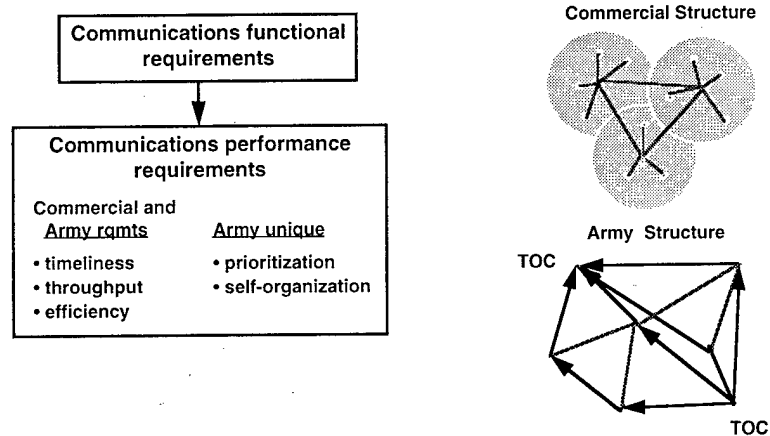 Communications functional
requirements
Communications performance
requirements
Commercial and
Army rqmts
• timeliness
• throughput
• efficiency
Army unique
• prioritization
• self-organization
Commercial Structure
Army Structure
TOC
TOC